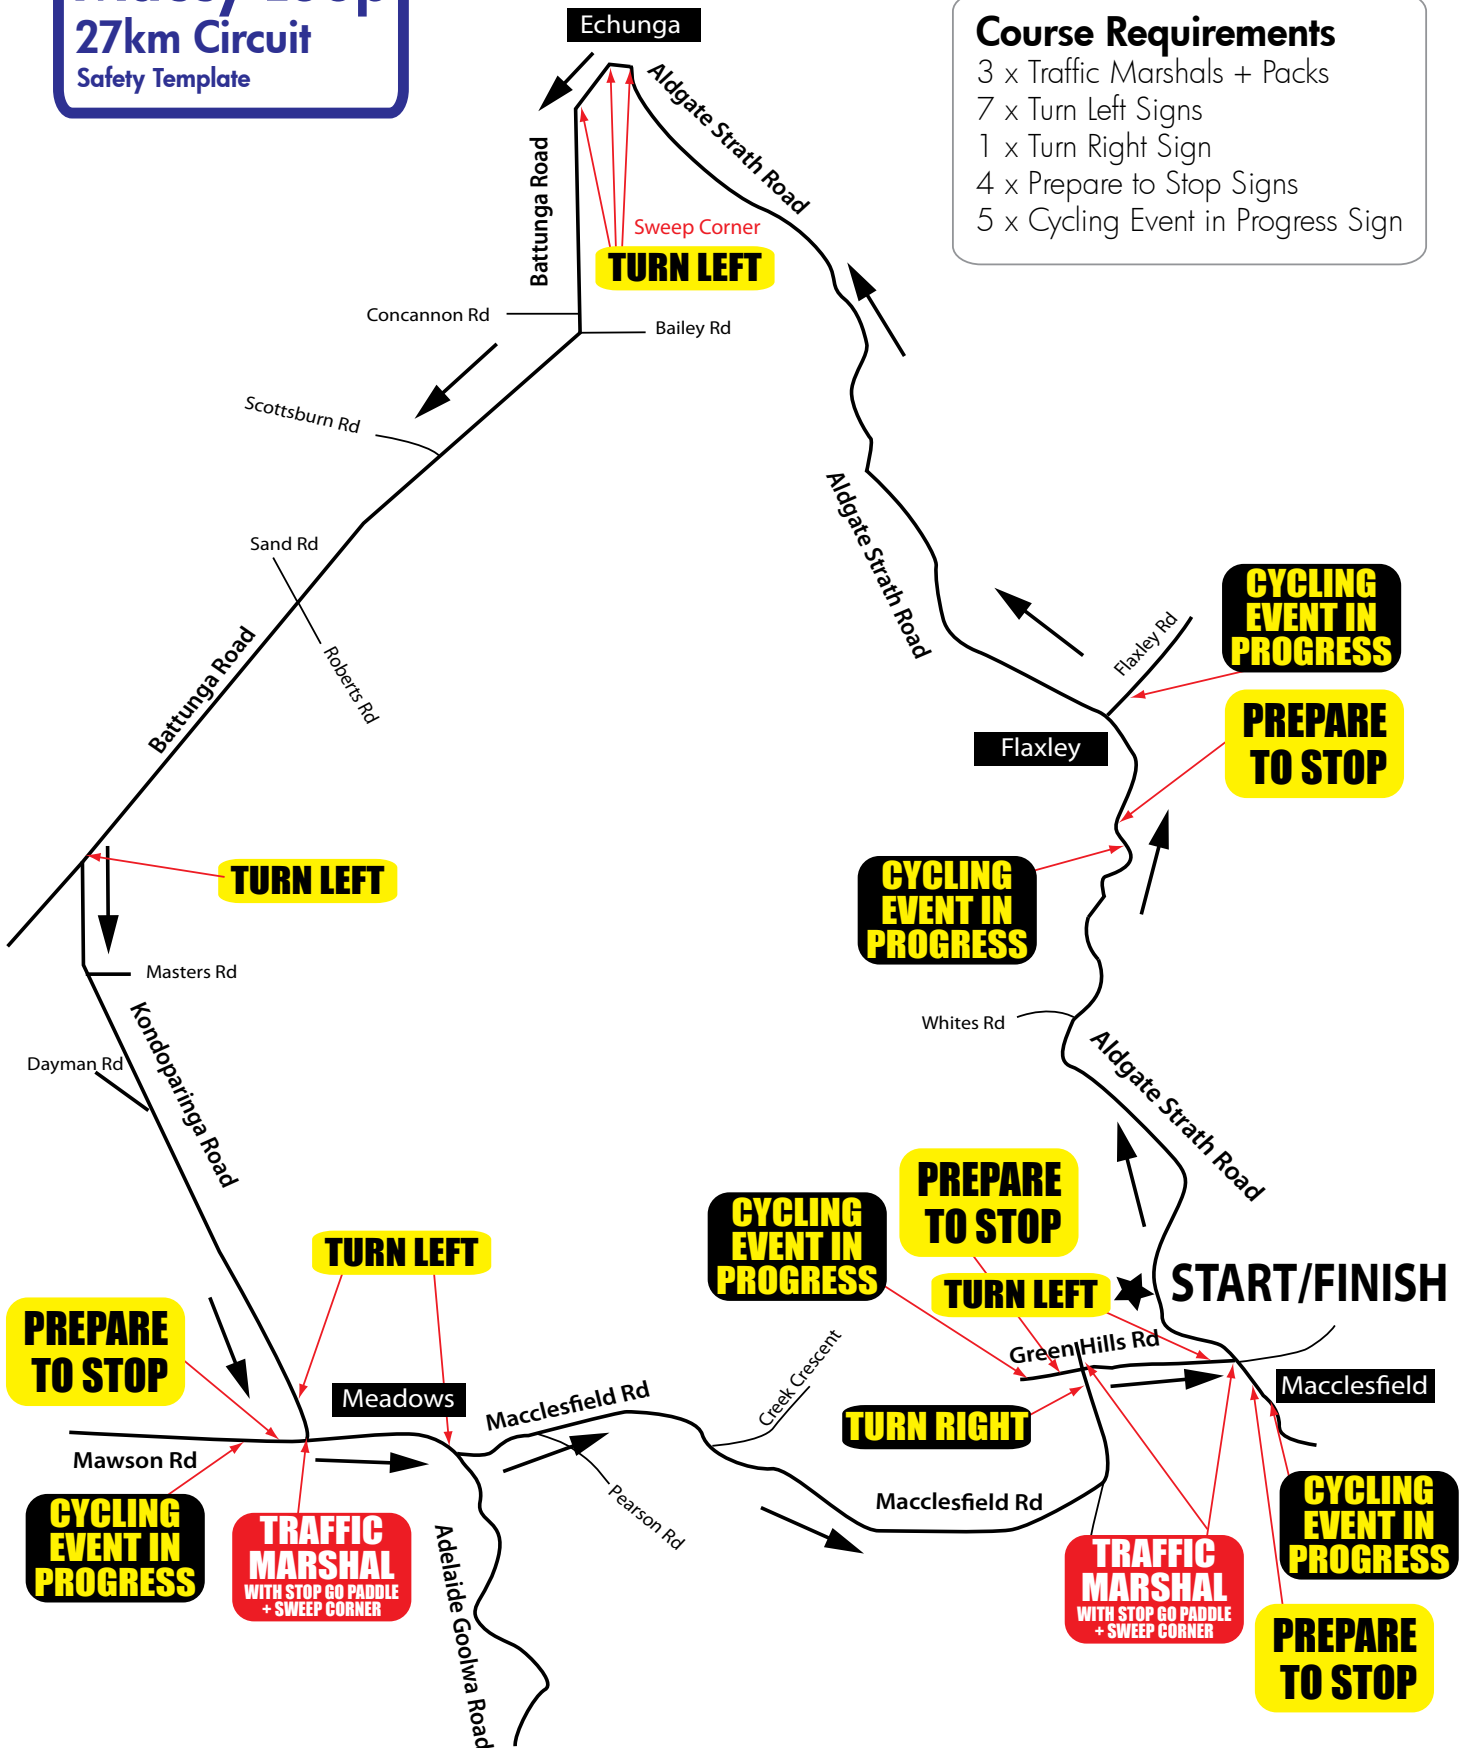 27km Circuit
Safety Template
Echunga
Course Requirements
3 x Traffic Marshals + Packs
7 x Turn Left Signs
1 x Turn Right Sign
4 x Prepare to Stop Signs
5 x Cycling Event in Progress Sign
Aldgate Strath Road
Battunga Road
Sweep Corner
TURN LEFT
Concannon Rd
Bailey Rd
Scottsburn Rd
Sand Rd
Roberts Rd
Battunga Road
Aldgate Strath Road
Flaxley Rd
CYCLING
EVENT IN
PROGRESS
PREPARE
TO STOP
Flaxley
CYCLING
EVENT IN
PROGRESS
TURN LEFT
Masters Rd
Dayman Rd
Kondoparinga Road
Whites Rd
Aldgate Strath Road
PREPARE
TO STOP
CYCLING
EVENT IN
PROGRESS
TURN LEFT
START/FINISH
Green Hills Rd
Macclesfield
TURN RIGHT
TURN LEFT
PREPARE
TO STOP
Meadows
Macclesfield Rd
Creek Crescent
Mawson Rd
Pearson Rd
Macclesfield Rd
CYCLING
EVENT IN
PROGRESS
TRAFFIC
MARSHAL
WITH STOP GO PADDLE
+ SWEEP CORNER
Adelaide Goolwa Road
TRAFFIC
MARSHAL
WITH STOP GO PADDLE
+ SWEEP CORNER
CYCLING
EVENT IN
PROGRESS
PREPARE
TO STOP